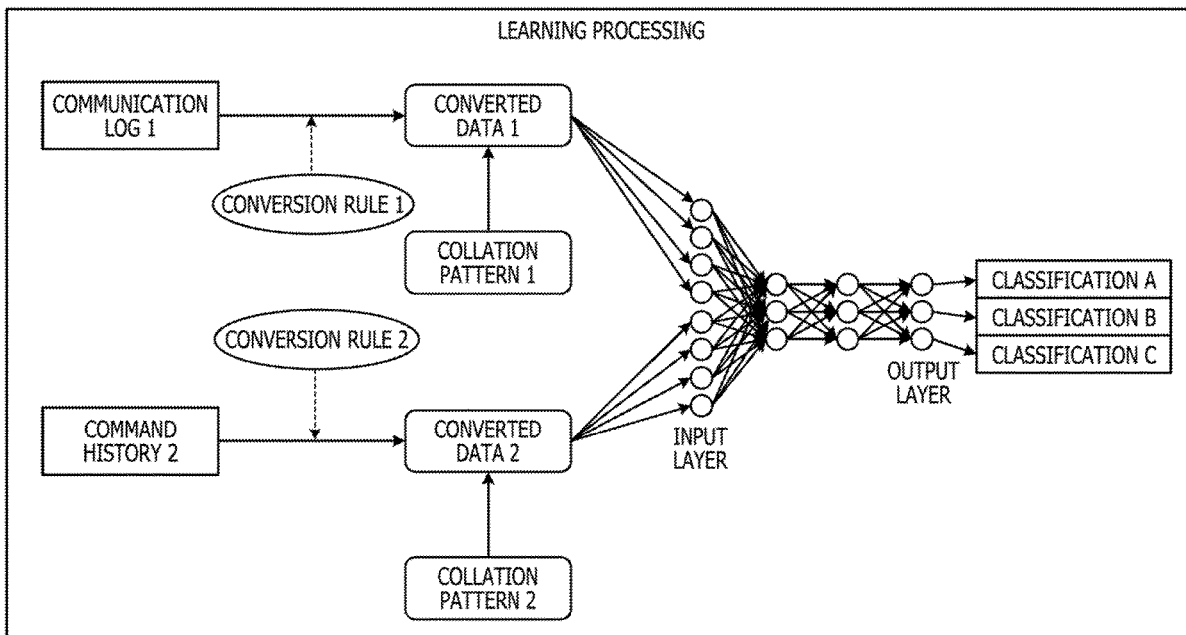 LEARNING PROCESSING
COMMUNICATION
LOG 1
CONVERTED
DATA 1
CONVERSION RULE 1
COLLATION
PATTERN 1
CONVERSION RULE 2
COMMAND
HISTORY 2
CONVERTED
DATA 2
COLLATION
PATTERN 2
INPUT
LAYER
OUTPUT
LAYER
CLASSIFICATION A
CLASSIFICATION B
CLASSIFICATION C